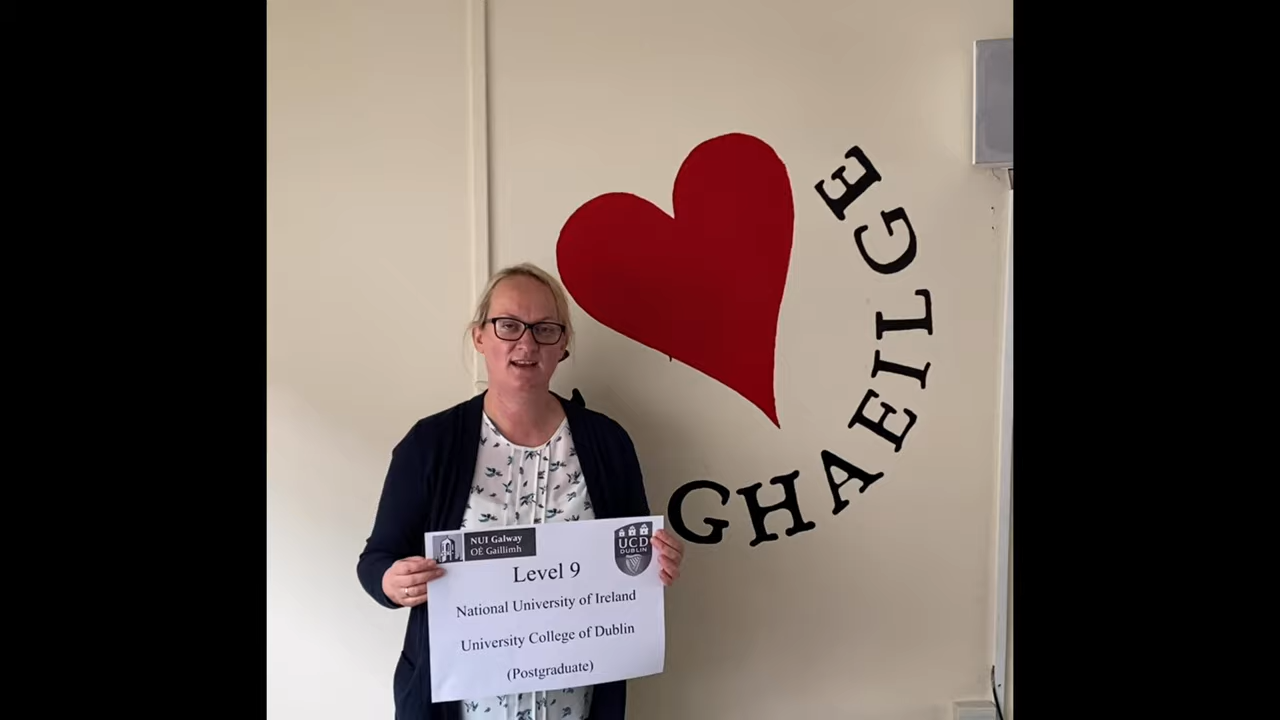 GHAEILGE
NUI Galway
OÉ Gaillimh
UCD
DUBLIN
Level 9
National University of Ireland
University College of Dublin
(Postgraduate)